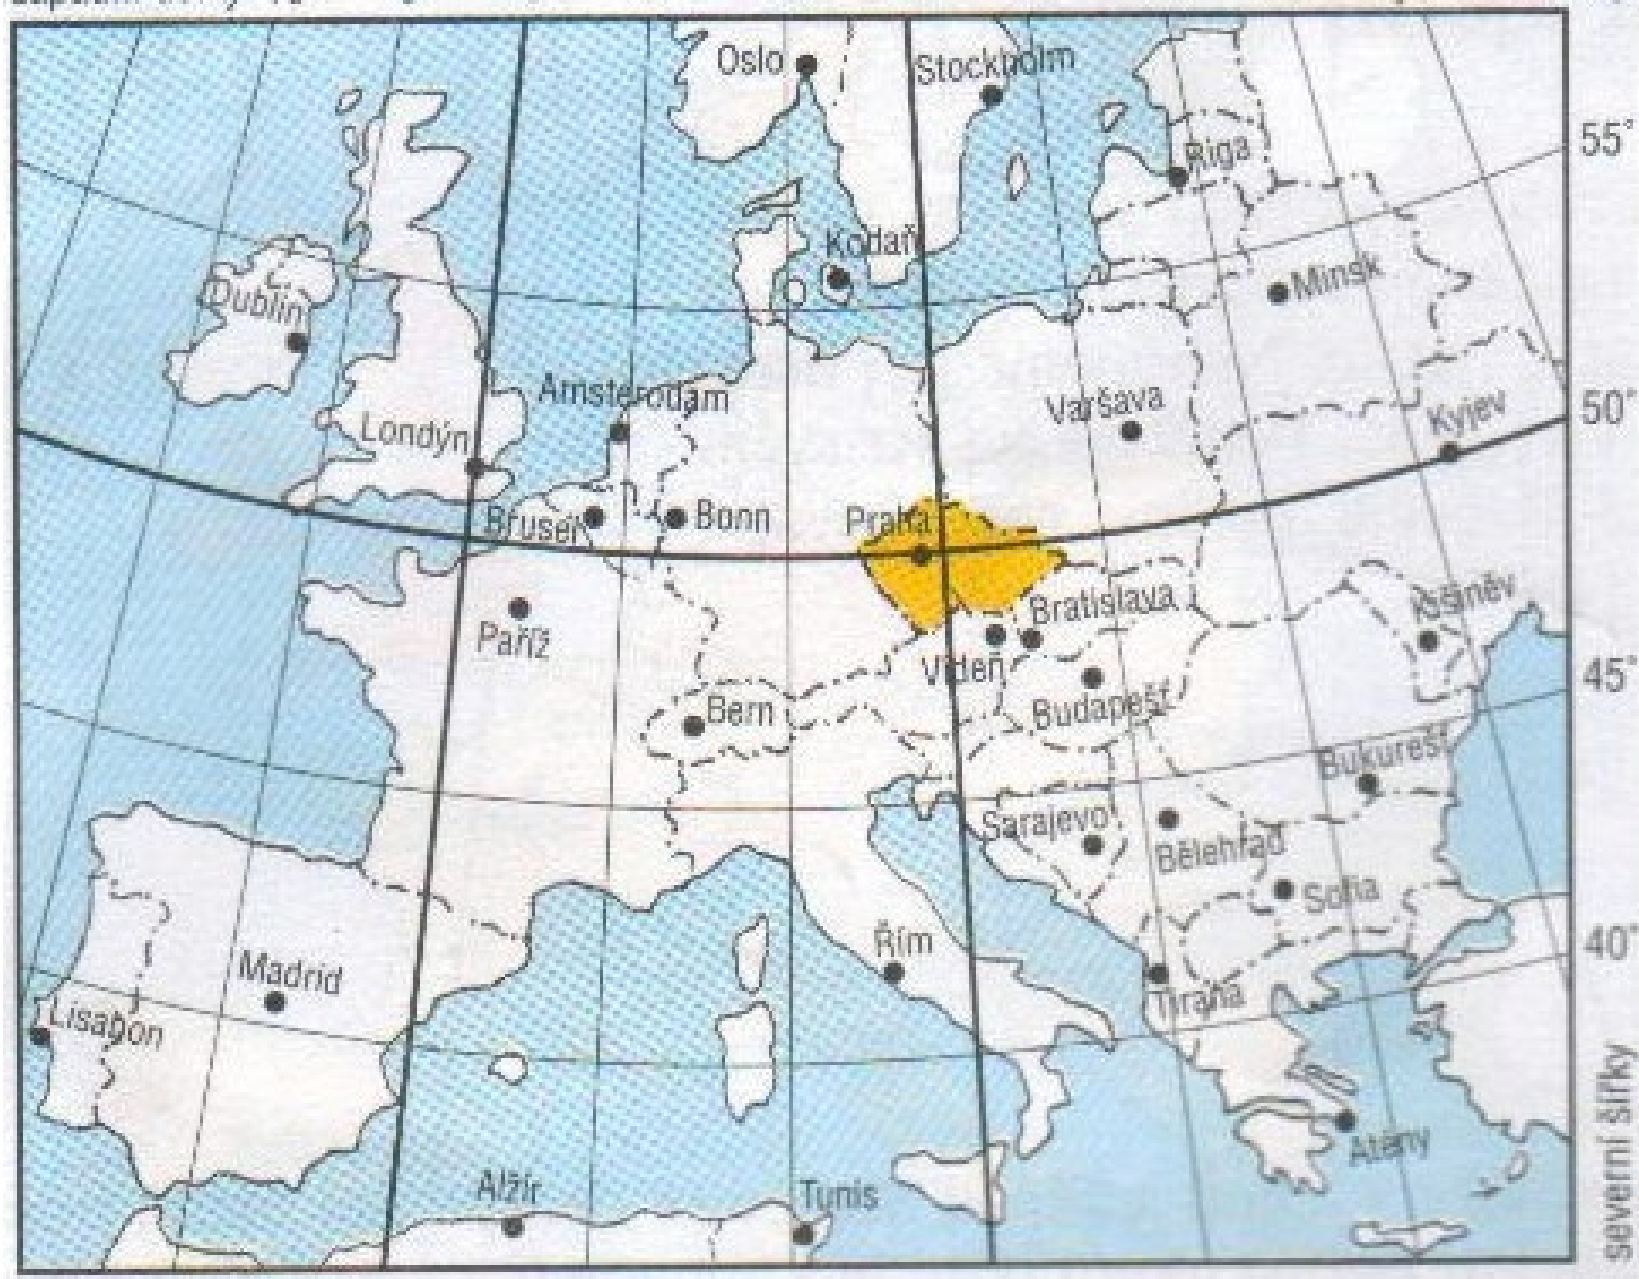 Oslo
Stockholm
55°
Riga
Kodaň
Minsk
Dublin
Amsterodam
Varšava
50°
Kyjev
Londýn
Brusel
Bonn
Praha
Bratislava
Kišiněv
Paříž
Vídeň
45°
Bern
Budapešť
Bukurešť
Sarajevo
Bělehrad
Sofia
Řím
40°
Madrid
Tirana
Lisabon
Atény
Alžír
Tunis
severní šířky